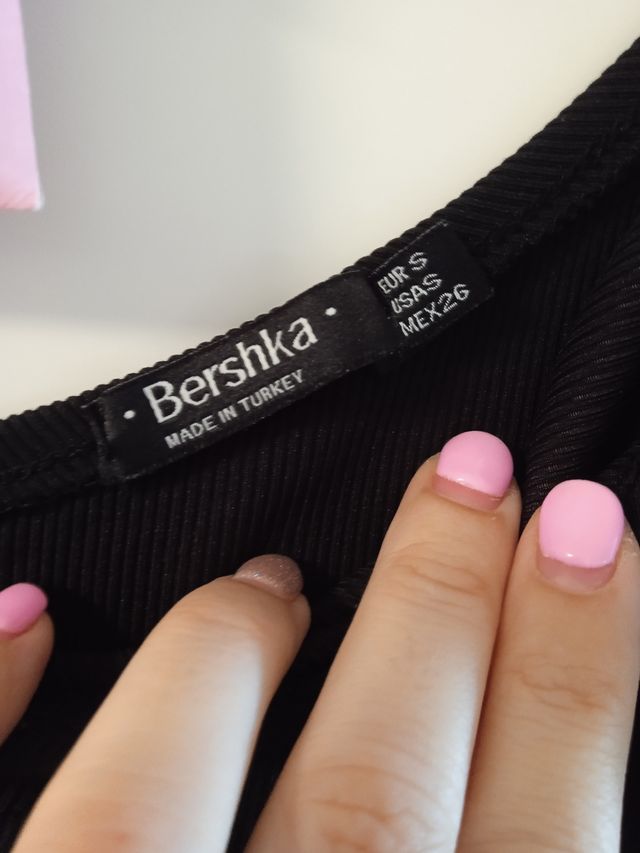 · Bershka ·
MADE IN TURKEY
EUR S
USA S
MEX 26